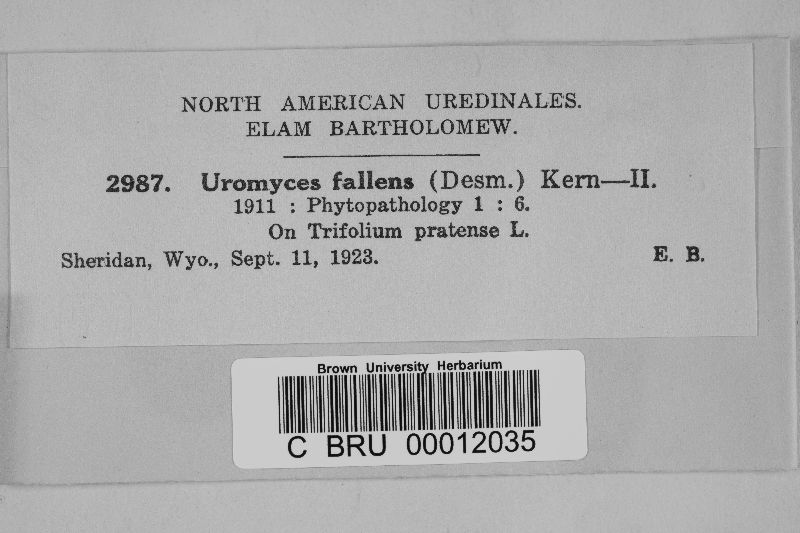 NORTH AMERICAN UREDINALES.
ELAM BARTHOLOMEW.
2987. Uromyces fallens (Desm.) Kern—II.
1911 : Phytopathology 1 : 6.
On Trifolium pratense L.
Sheridan, Wyo., Sept. 11, 1923. E. B.
Brown University Herbarium
C BRU 00012035